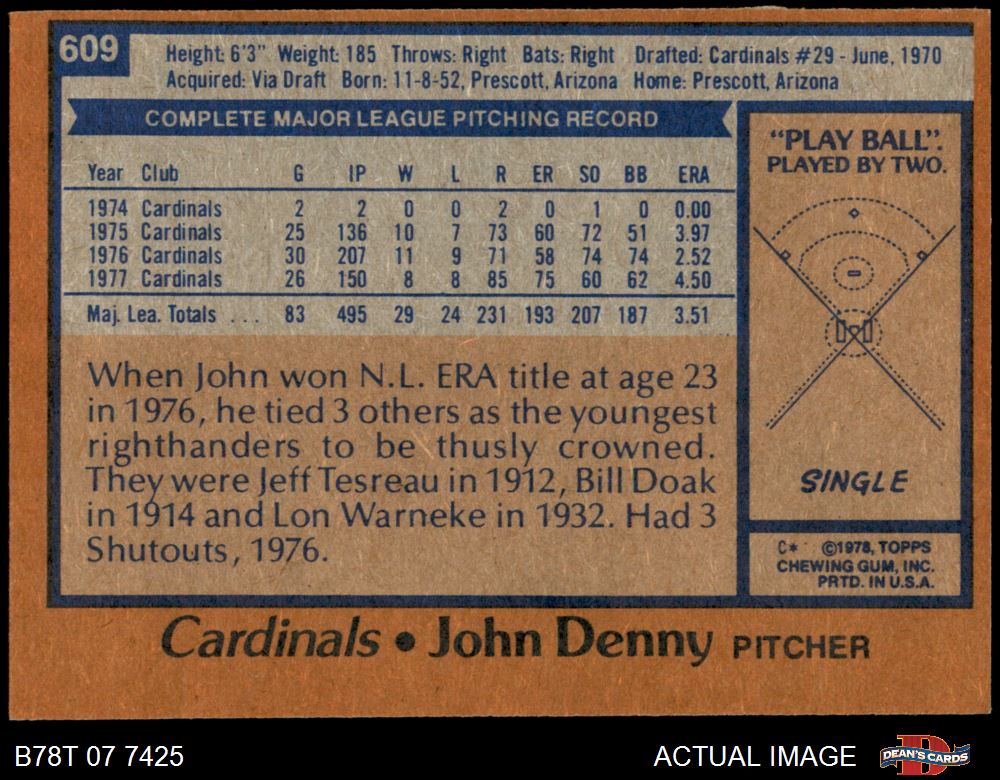 609
Height: 6'3" Weight: 185 Throws: Right Bats: Right Drafted: Cardinals #29 - June, 1970
Acquired: Via Draft Born: 11-8-52, Prescott, Arizona Home: Prescott, Arizona
COMPLETE MAJOR LEAGUE PITCHING RECORD
Year Club G IP W L R ER SO BB ERA
1974 Cardinals 2 2 0 0 2 0 1 0 0.00
1975 Cardinals 25 136 10 7 73 60 72 51 3.97
1976 Cardinals 30 207 11 9 71 58 74 74 2.52
1977 Cardinals 26 150 8 8 85 75 60 62 4.50
Maj. Lea. Totals . . . 83 495 29 24 231 193 207 187 3.51
When John won N.L. ERA title at age 23
in 1976, he tied 3 others as the youngest
righthanders to be thusly crowned.
They were Jeff Tesreau in 1912, Bill Doak
in 1914 and Lon Warneke in 1932. Had 3
Shutouts, 1976.
"PLAY BALL".
PLAYED BY TWO.
SINGLE
C* ©1978, TOPPS
CHEWING GUM, INC.
PRTD. IN U.S.A.
Cardinals • John Denny PITCHER
B78T 07 7425
ACTUAL IMAGE
D
DEAN'S CARDS